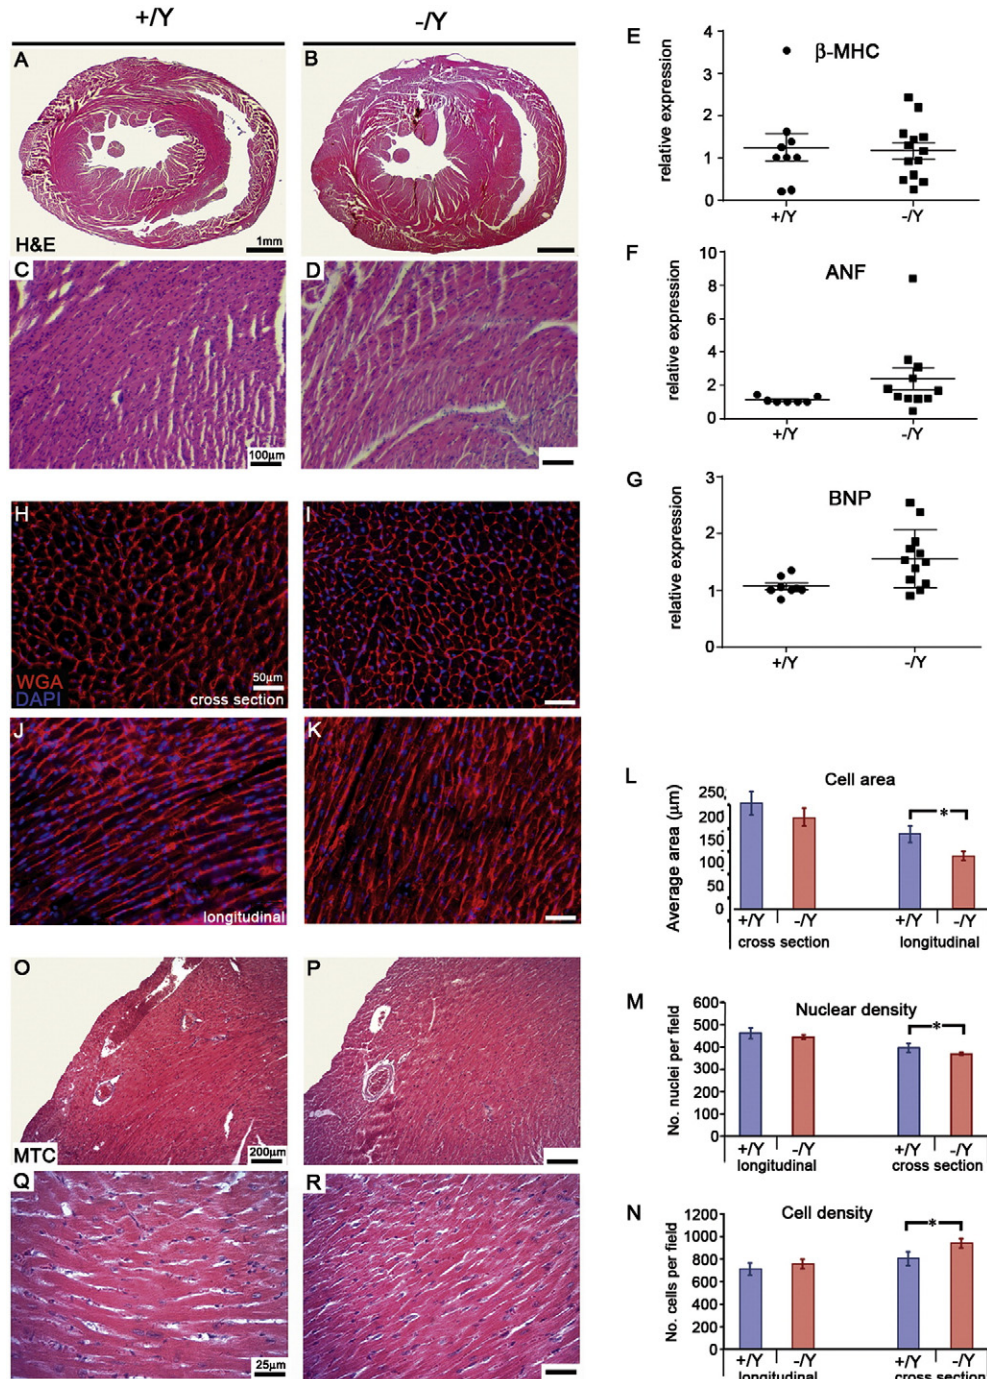 +/Y
-/Y
A
B
H&E
1mm
C
D
100µm
E
β-MHC
relative expression
4
3
2
1
0
+/Y
-/Y
F
ANF
relative expression
10
8
6
4
2
0
+/Y
-/Y
G
BNP
relative expression
3
2
1
0
+/Y
-/Y
H
I
WGA
DAPI
50µm
cross section
J
K
longitudinal
L
Cell area
Average area (µm)
250
200
150
100
50
0
*
+/Y
-/Y
+/Y
-/Y
cross section
longitudinal
M
Nuclear density
No. nuclei per field
600
500
400
300
200
100
0
*
+/Y
-/Y
+/Y
-/Y
longitudinal
cross section
N
Cell density
No. cells per field
1200
1000
800
600
400
200
0
*
+/Y
-/Y
+/Y
-/Y
longitudinal
cross section
O
P
MTC
200µm
Q
R
25µm